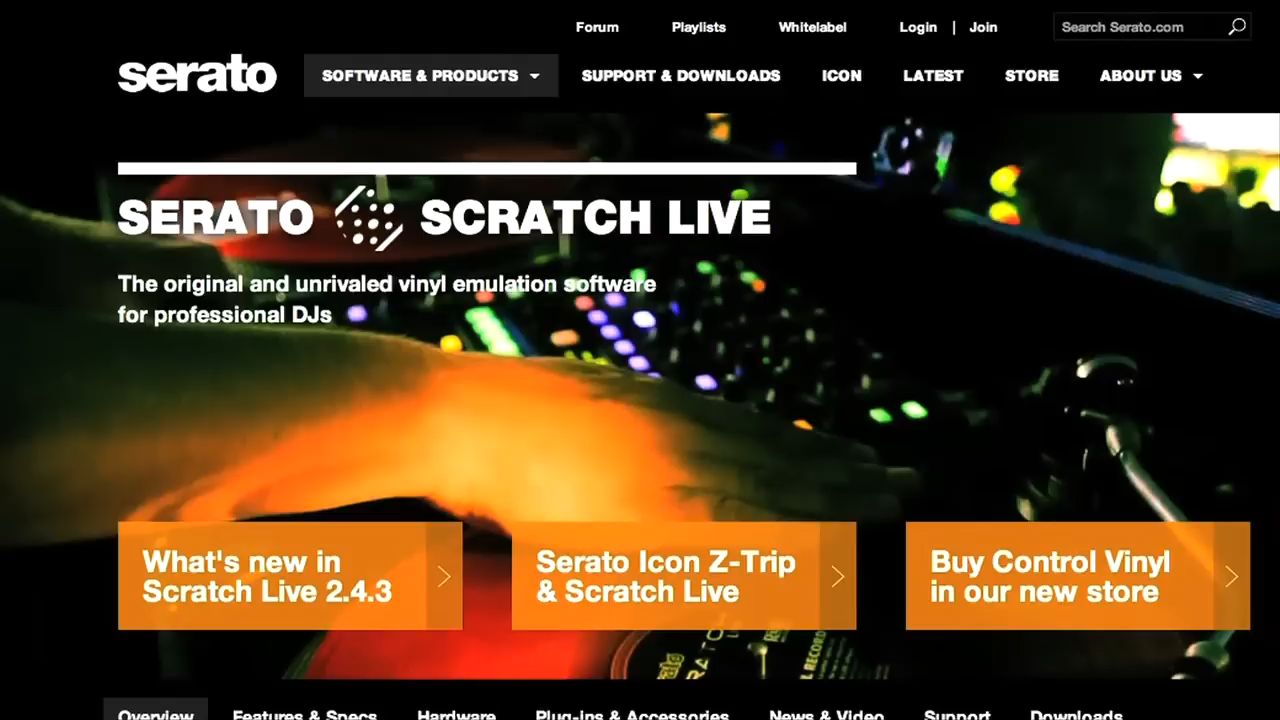 Forum Playlists Whitelabel Login | Join Search Serato.com
serato SOFTWARE & PRODUCTS SUPPORT & DOWNLOADS ICON LATEST STORE ABOUT US
SERATO SCRATCH LIVE
The original and unrivaled vinyl emulation software
for professional DJs
What's new in
Scratch Live 2.4.3
Serato Icon Z-Trip
& Scratch Live
Buy Control Vinyl
in our new store
Overview Features & Specs Hardware Plug-ins & Accessories News & Video Support Downloads